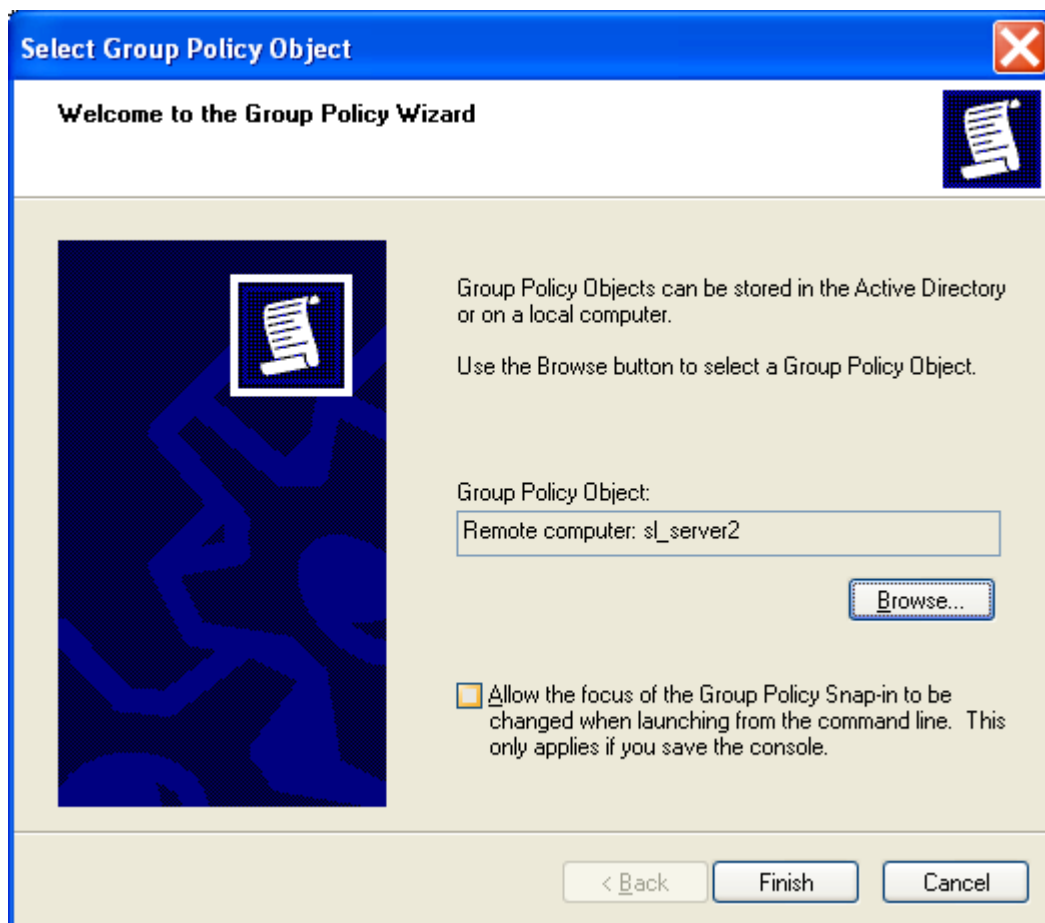 Select Group Policy Object
Welcome to the Group Policy Wizard
Group Policy Objects can be stored in the Active Directory
or on a local computer.
Use the Browse button to select a Group Policy Object.
Group Policy Object:
Remote computer: sl_server2
Browse...
Allow the focus of the Group Policy Snap-in to be
changed when launching from the command line. This
only applies if you save the console.
< Back
Finish
Cancel